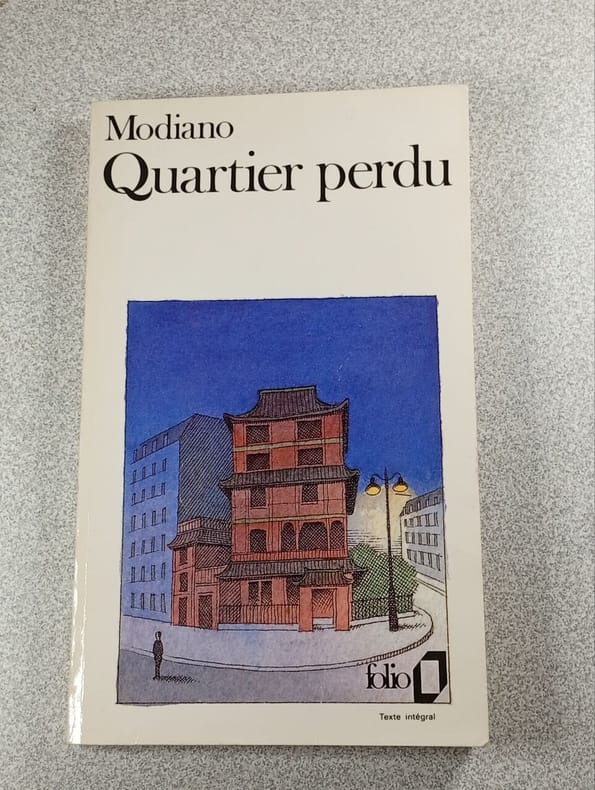 Modiano
Quartier perdu
folio
Texte intégral